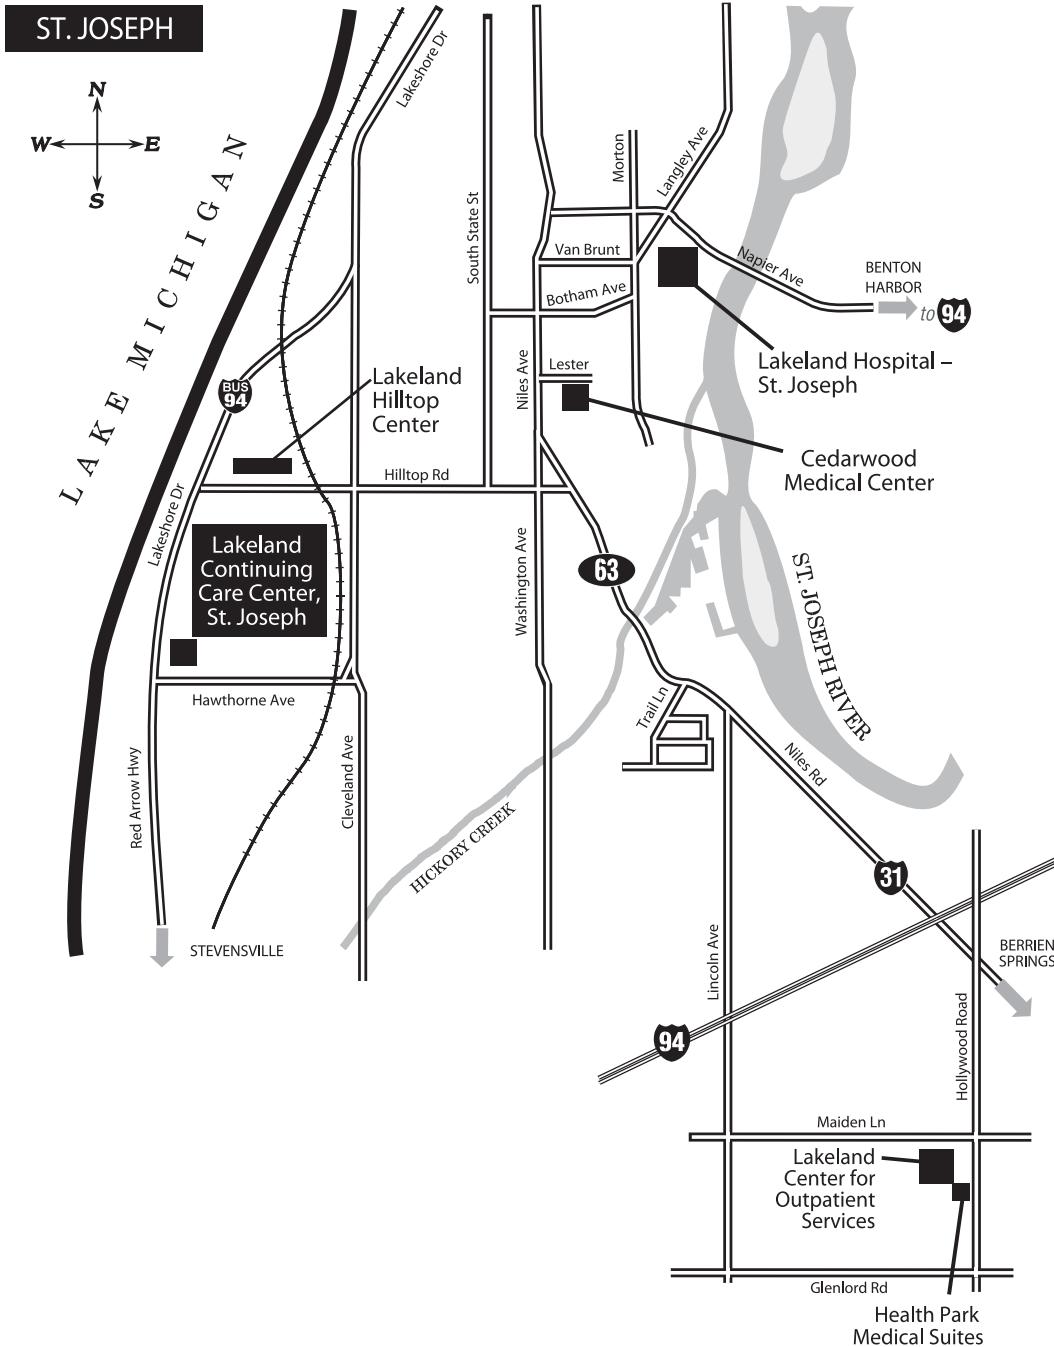 ST. JOSEPH
N
W
E
S
LAKE MICHIGAN
Lakeshore Dr
South State St
Morton
Langley Ave
Van Brunt
Botham Ave
Napier Ave
BENTON
HARBOR
to 94
Lakeland Hospital –
St. Joseph
Niles Ave
Lester
BUS
94
Lakeland
Hilltop
Center
Cedarwood
Medical Center
Hilltop Rd
Lakeshore Dr
Lakeland
Continuing
Care Center,
St. Joseph
Washington Ave
63
ST. JOSEPH RIVER
Hawthorne Ave
Trail Ln
Red Arrow Hwy
Cleveland Ave
Niles Rd
HICKORY CREEK
31
STEVENSVILLE
Lincoln Ave
BERRIEN
SPRINGS
94
Hollywood Road
Maiden Ln
Lakeland
Center for
Outpatient
Services
Glenlord Rd
Health Park
Medical Suites